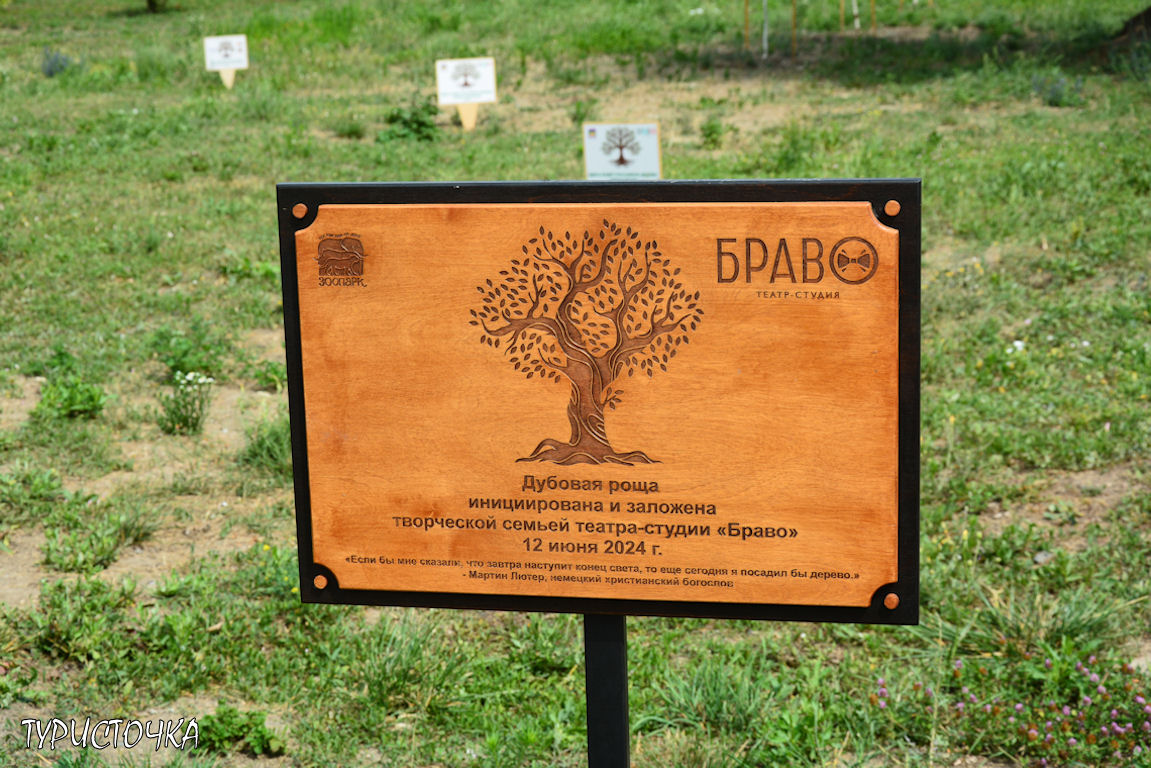 ЗООПАРК
БРАВО
ТЕАТР-СТУДИЯ
Дубовая роща
инициирована и заложена
творческой семьей театра-студии «Браво»
12 июня 2024 г.
«Если бы мне сказали, что завтра наступит конец света, то еще сегодня я посадил бы дерево.»
- Мартин Лютер, немецкий христианский богослов
ТУРИСТОЧКА